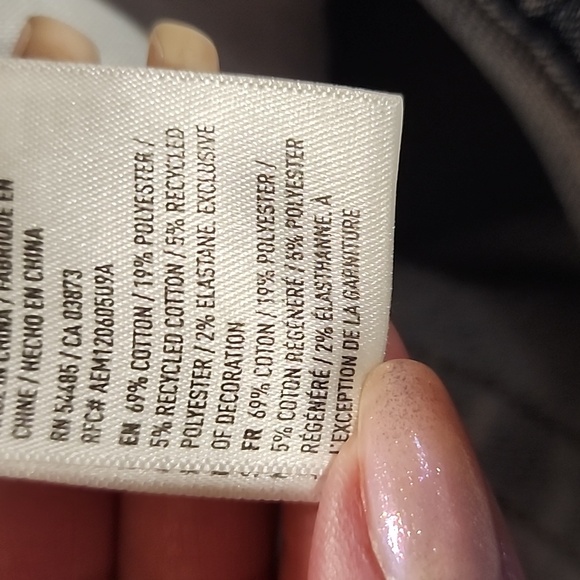 CHINA / FABRIQUÉ EN
CHINE / HECHO EN CHINA
RN 54485 / CA 03873
RFC# AEM120605U9A
EN 69% COTTON / 19% POLYESTER /
5% RECYCLED COTTON / 5% RECYCLED
POLYESTER / 2% ELASTANE. EXCLUSIVE
OF DECORATION
FR 69% COTON / 19% POLYESTER /
5% COTON RÉGÉNÉRÉ / 5% POLYESTER
RÉGÉNÉRÉ / 2% ÉLASTHANNE. À
L'EXCEPTION DE LA GARNITURE